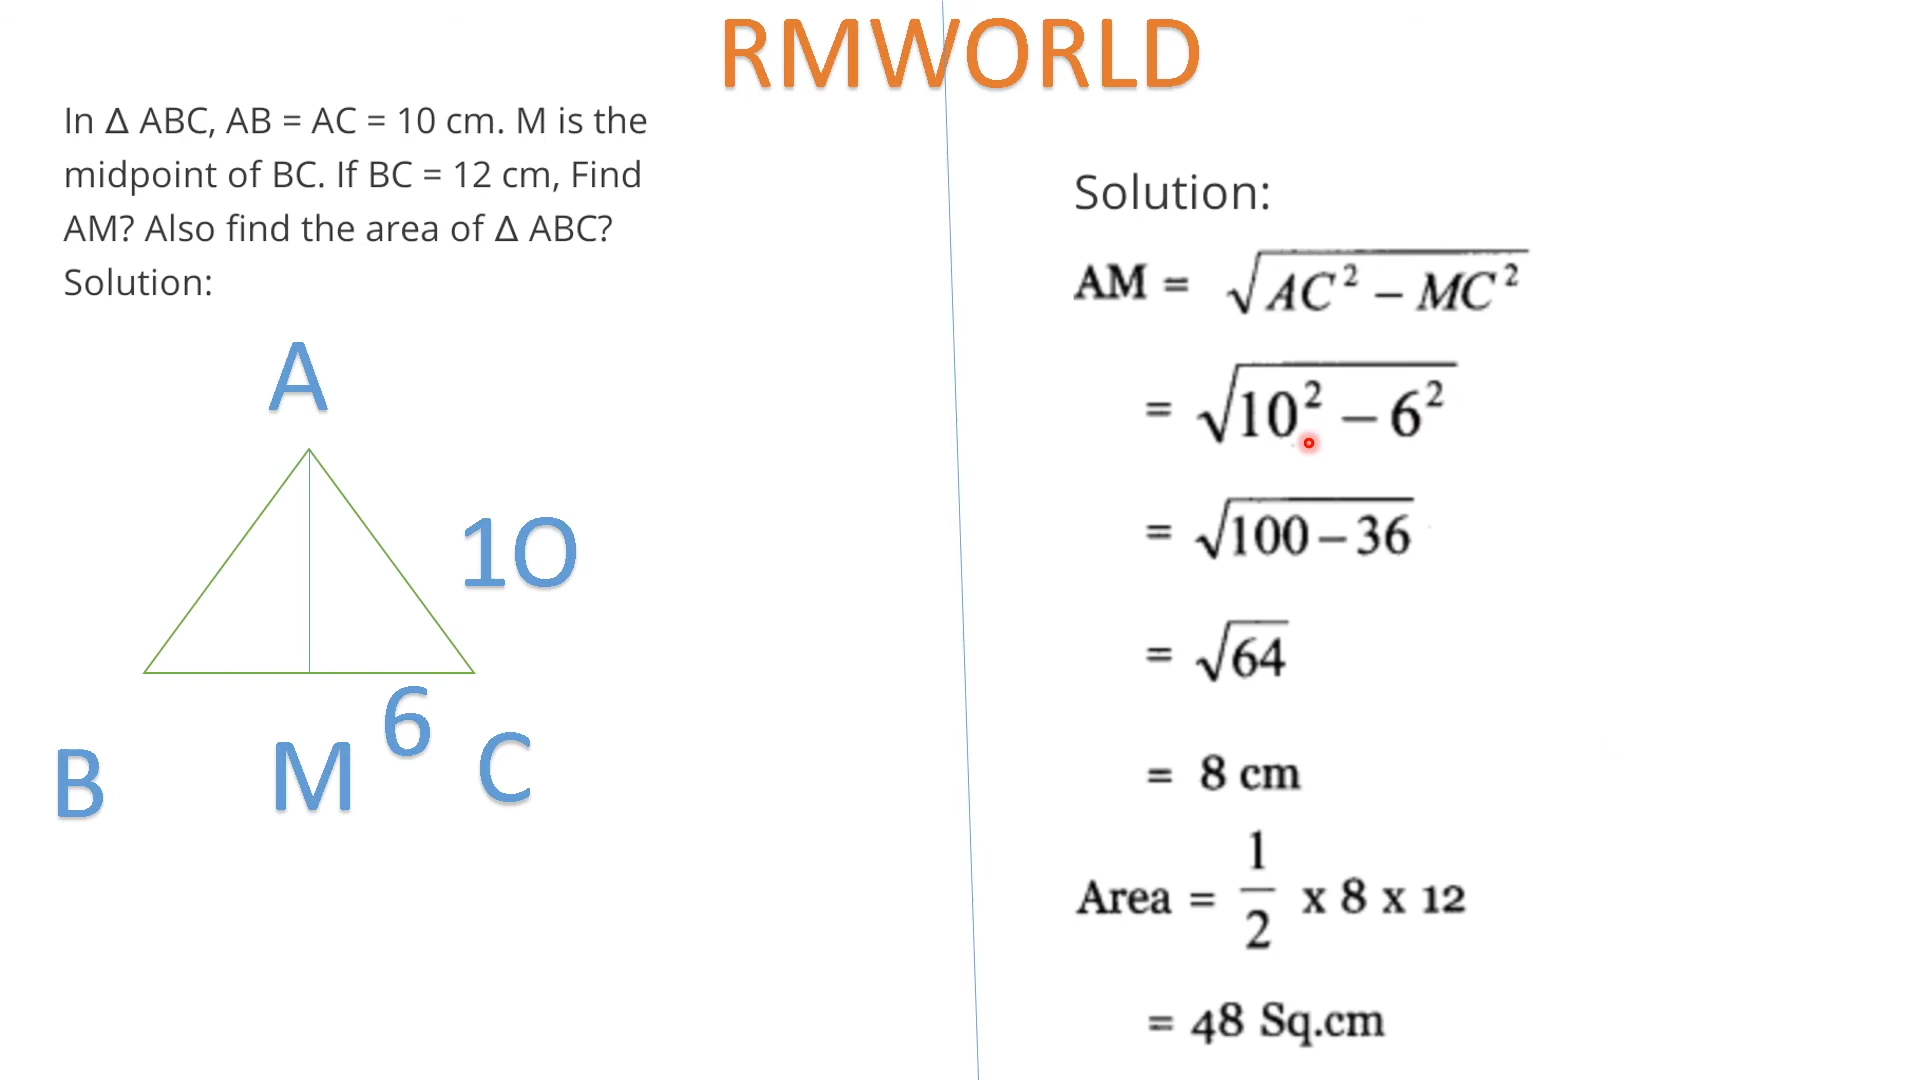 RMWORLD
In Δ ABC, AB = AC = 10 cm. M is the
midpoint of BC. If BC = 12 cm, Find
AM? Also find the area of Δ ABC?
Solution:
A
10
6
B
M
C
Solution:
AM = √(AC² – MC²)
= √(10² – 6²)
= √(100 – 36)
= √64
= 8 cm
Area = 1/2 x 8 x 12
= 48 Sq.cm